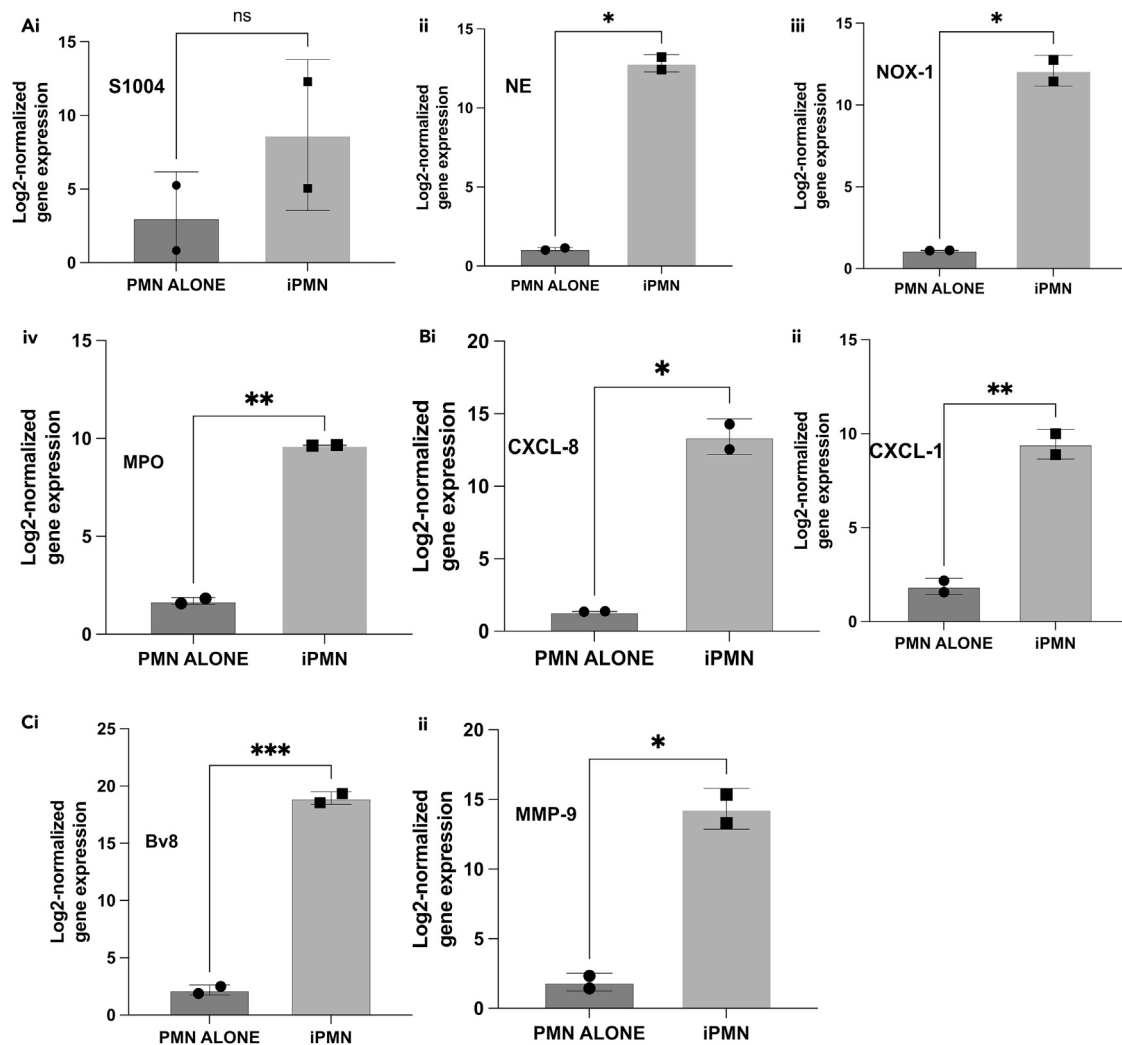 Ai
ns
15
10
5
0
Log2-normalized
gene expression
S1004
PMN ALONE
iPMN
ii
*
15
10
5
0
Log2-normalized
gene expression
NE
PMN ALONE
iPMN
iii
*
15
10
5
0
Log2-normalized
gene expression
NOX-1
PMN ALONE
iPMN
iv
**
15
10
5
0
Log2-normalized
gene expression
MPO
PMN ALONE
iPMN
Bi
*
20
15
10
5
0
Log2-normalized
gene expression
CXCL-8
PMN ALONE
iPMN
ii
**
15
10
5
0
Log2-normalized
gene expression
CXCL-1
PMN ALONE
iPMN
Ci
***
25
20
15
10
5
0
Log2-normalized
gene expression
Bv8
PMN ALONE
iPMN
ii
*
20
15
10
5
0
Log2-normalized
gene expression
MMP-9
PMN ALONE
iPMN